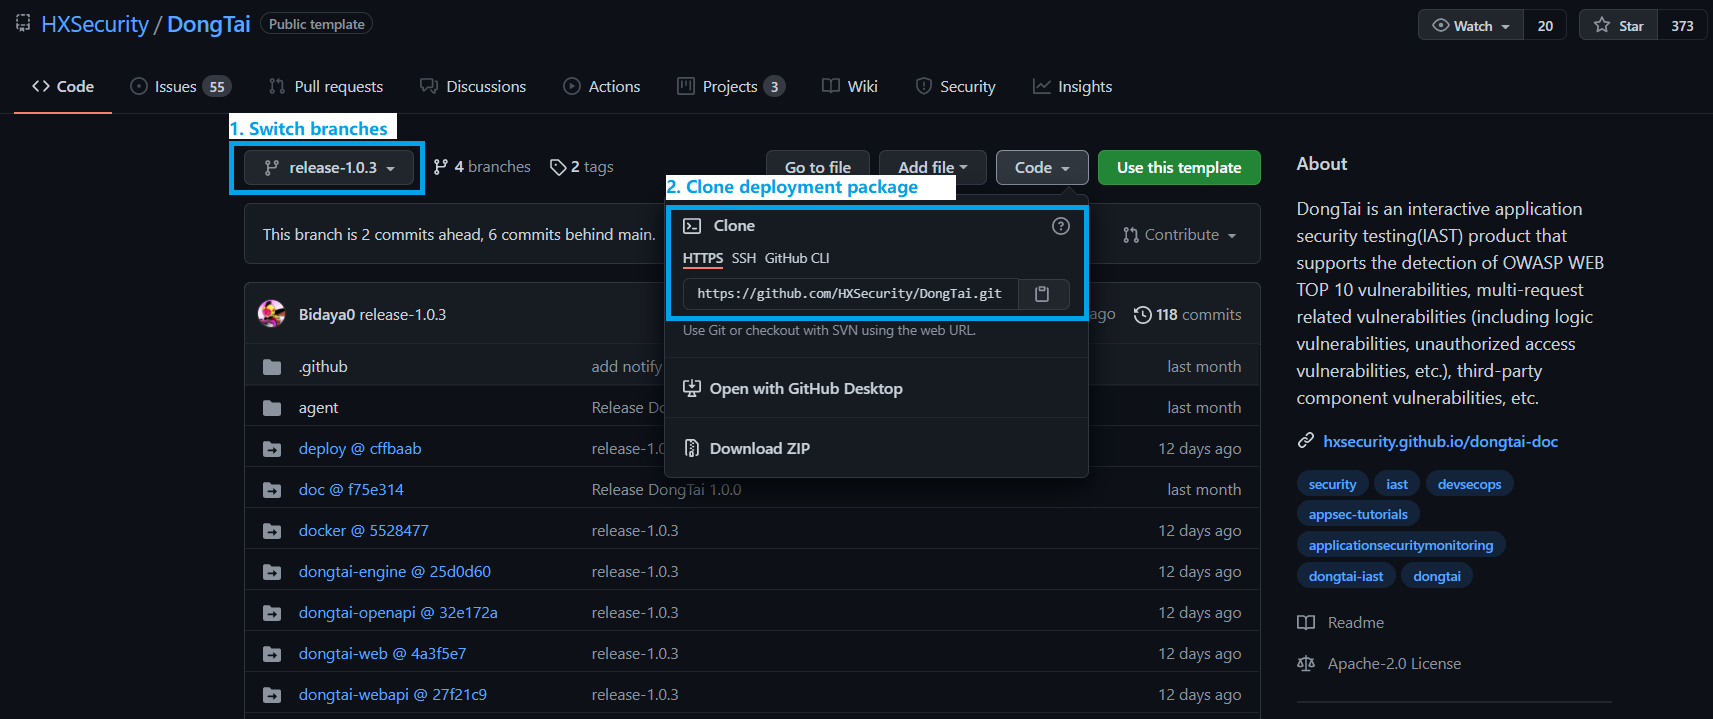 HXSecurity / DongTai Public template
Watch 20 Star 373
Code Issues 55 Pull requests Discussions Actions Projects 3 Wiki Security Insights
1. Switch branches
release-1.0.3 4 branches 2 tags Go to file Add file Code Use this template
2. Clone deployment package
This branch is 2 commits ahead, 6 commits behind main.
Contribute
Clone
HTTPS SSH GitHub CLI
https://github.com/HXSecurity/DongTai.git
Use Git or checkout with SVN using the web URL.
Open with GitHub Desktop
Download ZIP
Bidaya0 release-1.0.3 ago 118 commits
.github add notify last month
agent Release last month
deploy @ cffbaab 12 days ago
doc @ f75e314 Release DongTai 1.0.0 last month
docker @ 5528477 release-1.0.3 12 days ago
dongtai-engine @ 25d0d60 release-1.0.3 12 days ago
dongtai-openapi @ 32e172a release-1.0.3 12 days ago
dongtai-web @ 4a3f5e7 release-1.0.3 12 days ago
dongtai-webapi @ 27f21c9 release-1.0.3 12 days ago
About
DongTai is an interactive application
security testing(IAST) product that
supports the detection of OWASP WEB
TOP 10 vulnerabilities, multi-request
related vulnerabilities (including logic
vulnerabilities, unauthorized access
vulnerabilities, etc.), third-party
component vulnerabilities, etc.
hxsecurity.github.io/dongtai-doc
security iast devsecops
appsec-tutorials
applicationsecuritymonitoring
dongtai-iast dongtai
Readme
Apache-2.0 License